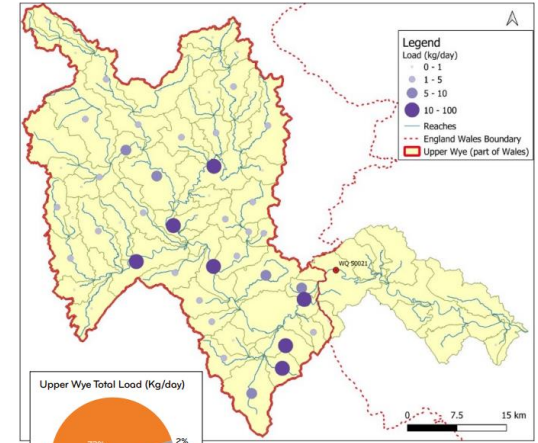 Legend
Load (kg/day)
0 - 1
1 - 5
5 - 10
10 - 100
Reaches
England Wales Boundary
Upper Wye (part of Wales)
WQ 50021
Upper Wye Total Load (Kg/day)
2%
0 7.5 15 km